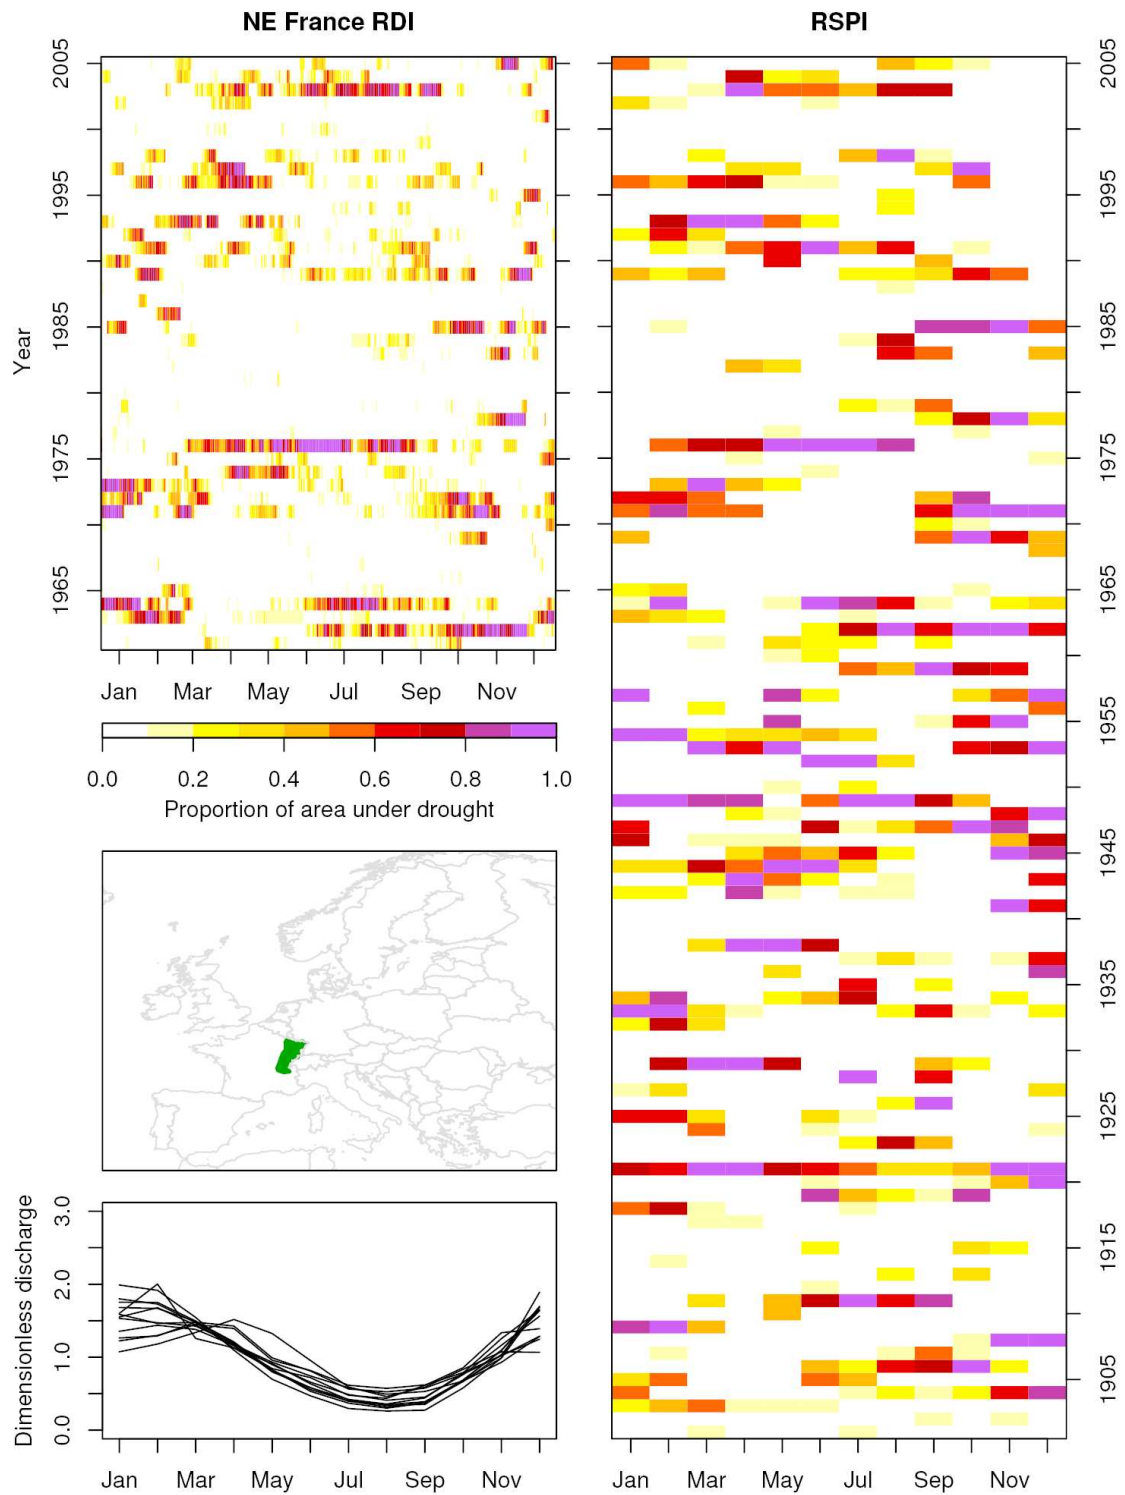 NE France RDI
RSPI
Year
2005
1995
1985
1975
1965
Jan Mar May Jul Sep Nov
0.0 0.2 0.4 0.6 0.8 1.0
Proportion of area under drought
Dimensionless discharge
3.0
2.0
1.0
0.0
Jan Mar May Jul Sep Nov
2005
1995
1985
1975
1965
1955
1945
1935
1925
1915
1905
Jan Mar May Jul Sep Nov